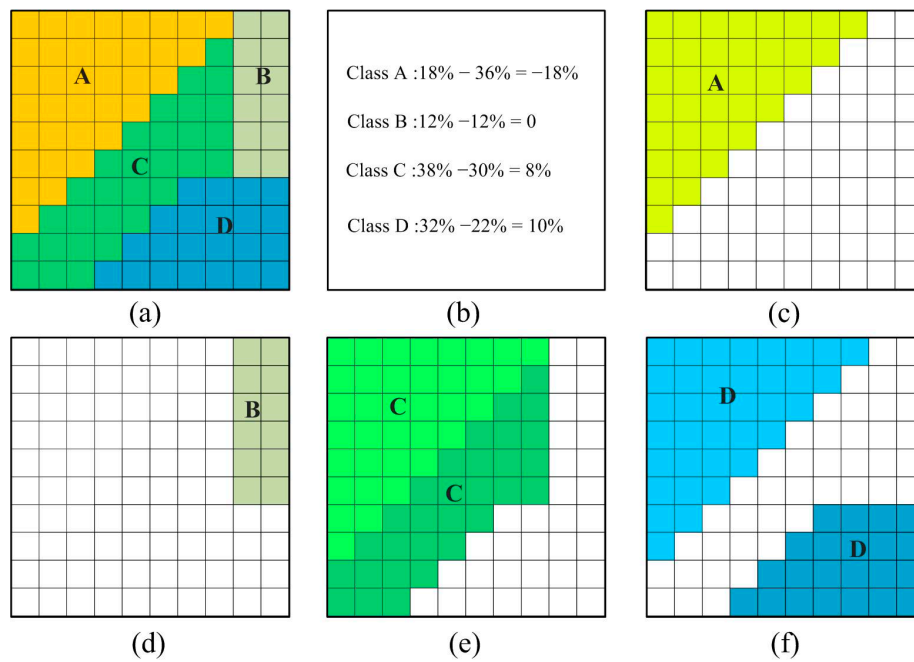 A
B
C
D
(a)
Class A :18% − 36% = −18%
Class B :12% −12% = 0
Class C :38% −30% = 8%
Class D :32% −22% = 10%
(b)
A
(c)
B
(d)
C
C
(e)
D
D
(f)